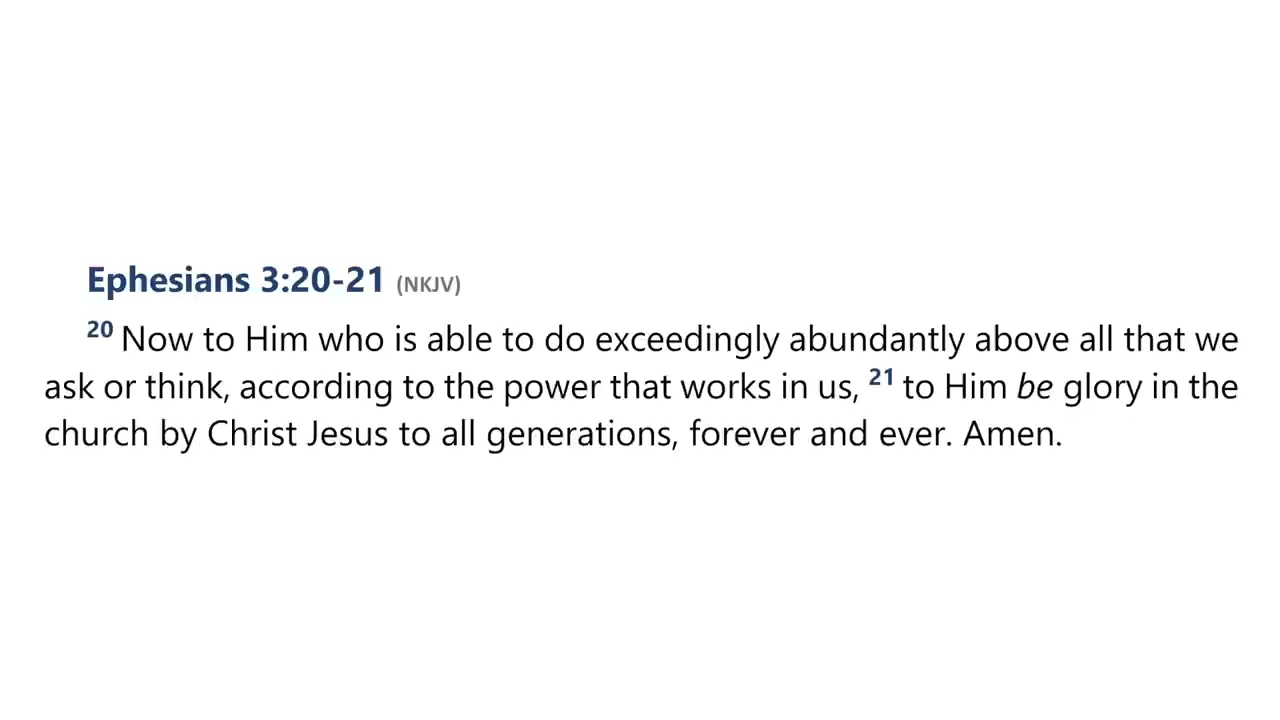 Ephesians 3:20-21 (NKJV)
20 Now to Him who is able to do exceedingly abundantly above all that we
ask or think, according to the power that works in us, 21 to Him be glory in the
church by Christ Jesus to all generations, forever and ever. Amen.